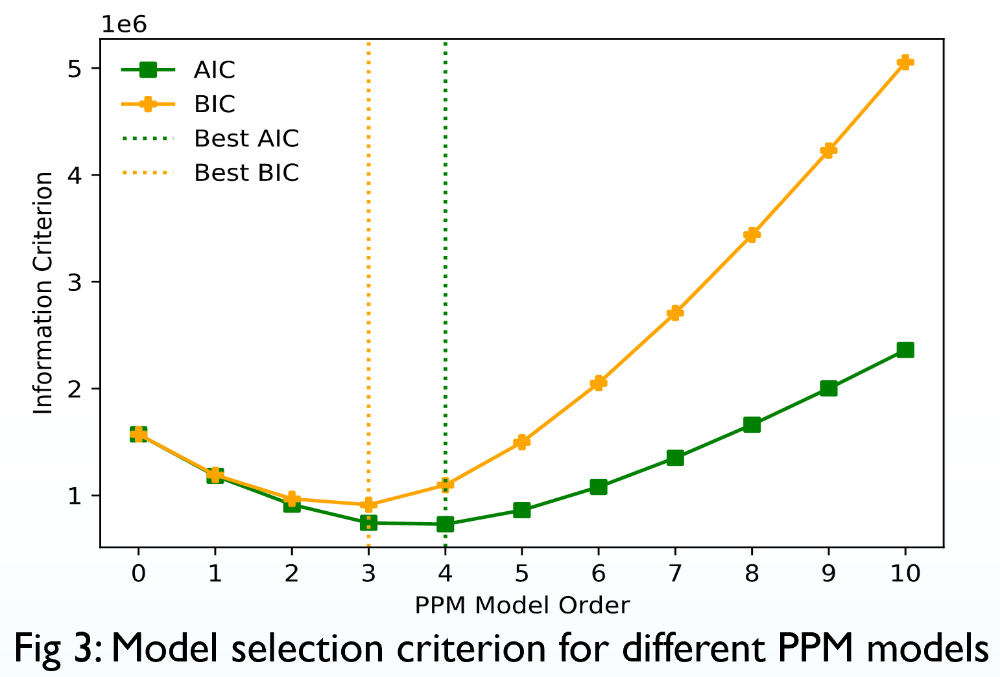 1e6
5
4
3
2
1
Information Criterion
AIC
BIC
Best AIC
Best BIC
0 1 2 3 4 5 6 7 8 9 10
PPM Model Order
Fig 3: Model selection criterion for different PPM models